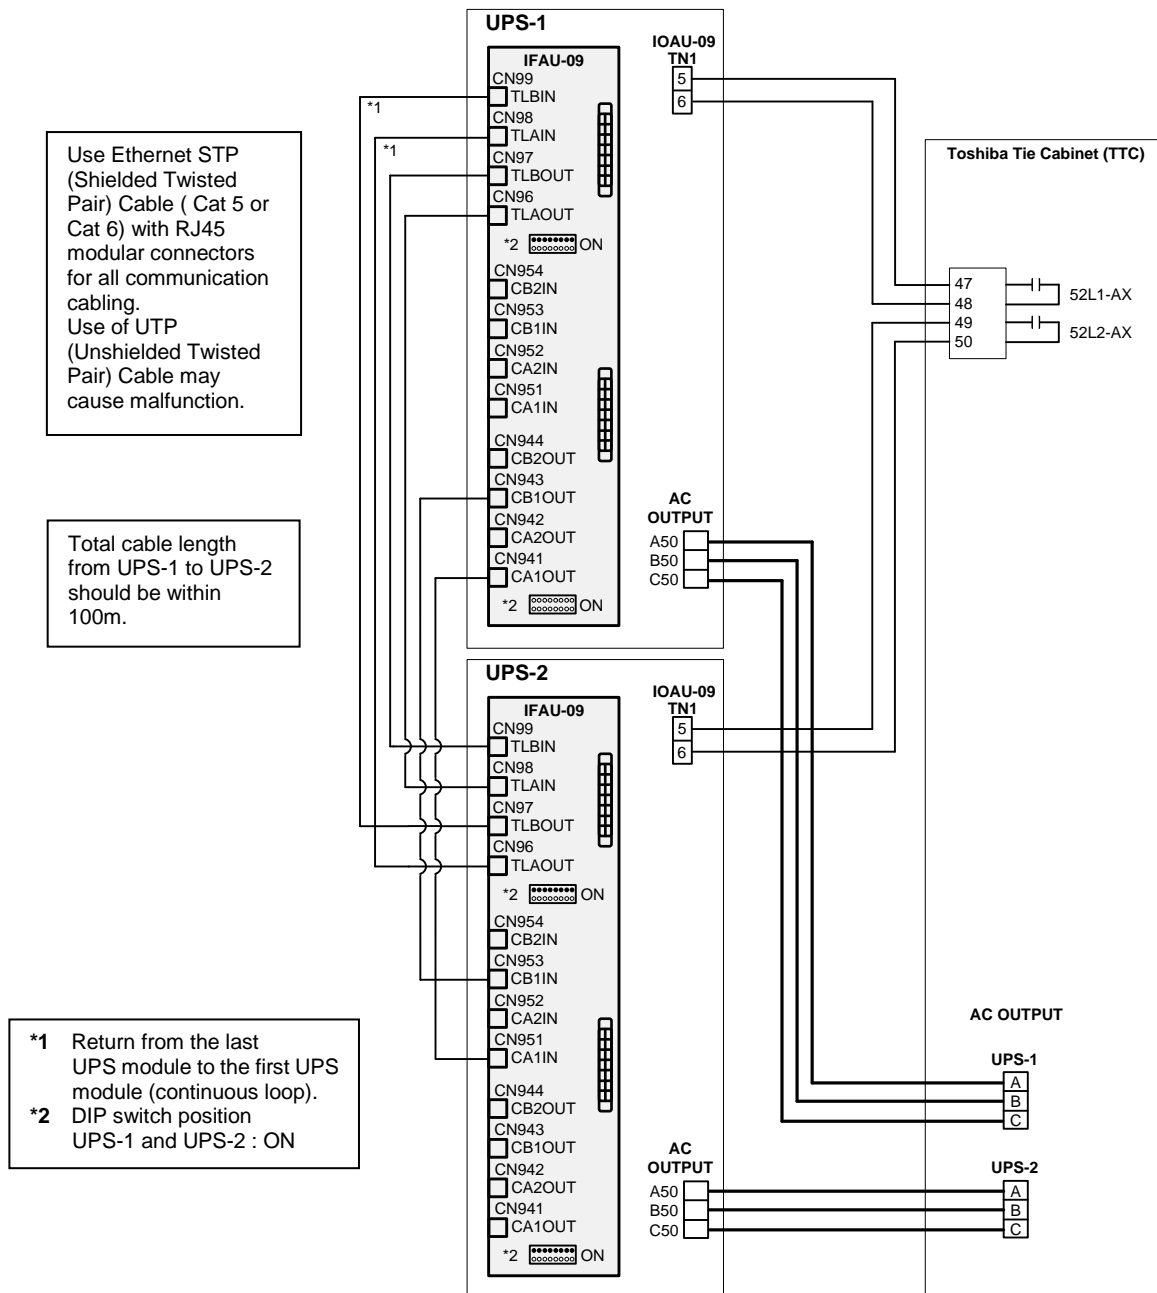 UPS-1
IFAU-09
CN99
TLBIN
CN98
TLAIN
CN97
TLBOUT
CN96
TLAOUT
*2 ON
CN954
CB2IN
CN953
CB1IN
CN952
CA2IN
CN951
CA1IN
CN944
CB2OUT
CN943
CB1OUT
CN942
CA2OUT
CN941
CA1OUT
*2 ON
*1
*1
IOAU-09
TN1
5
6
AC
OUTPUT
A50
B50
C50
Use Ethernet STP
(Shielded Twisted
Pair) Cable ( Cat 5 or
Cat 6) with RJ45
modular connectors
for all communication
cabling.
Use of UTP
(Unshielded Twisted
Pair) Cable may
cause malfunction.
Total cable length
from UPS-1 to UPS-2
should be within
100m.
Toshiba Tie Cabinet (TTC)
47
48
49
50
52L1-AX
52L2-AX
UPS-2
IFAU-09
CN99
TLBIN
CN98
TLAIN
CN97
TLBOUT
CN96
TLAOUT
*2 ON
CN954
CB2IN
CN953
CB1IN
CN952
CA2IN
CN951
CA1IN
CN944
CB2OUT
CN943
CB1OUT
CN942
CA2OUT
CN941
CA1OUT
*2 ON
IOAU-09
TN1
5
6
AC
OUTPUT
A50
B50
C50
*1 Return from the last
UPS module to the first UPS
module (continuous loop).
*2 DIP switch position
UPS-1 and UPS-2 : ON
AC OUTPUT
UPS-1
A
B
C
UPS-2
A
B
C